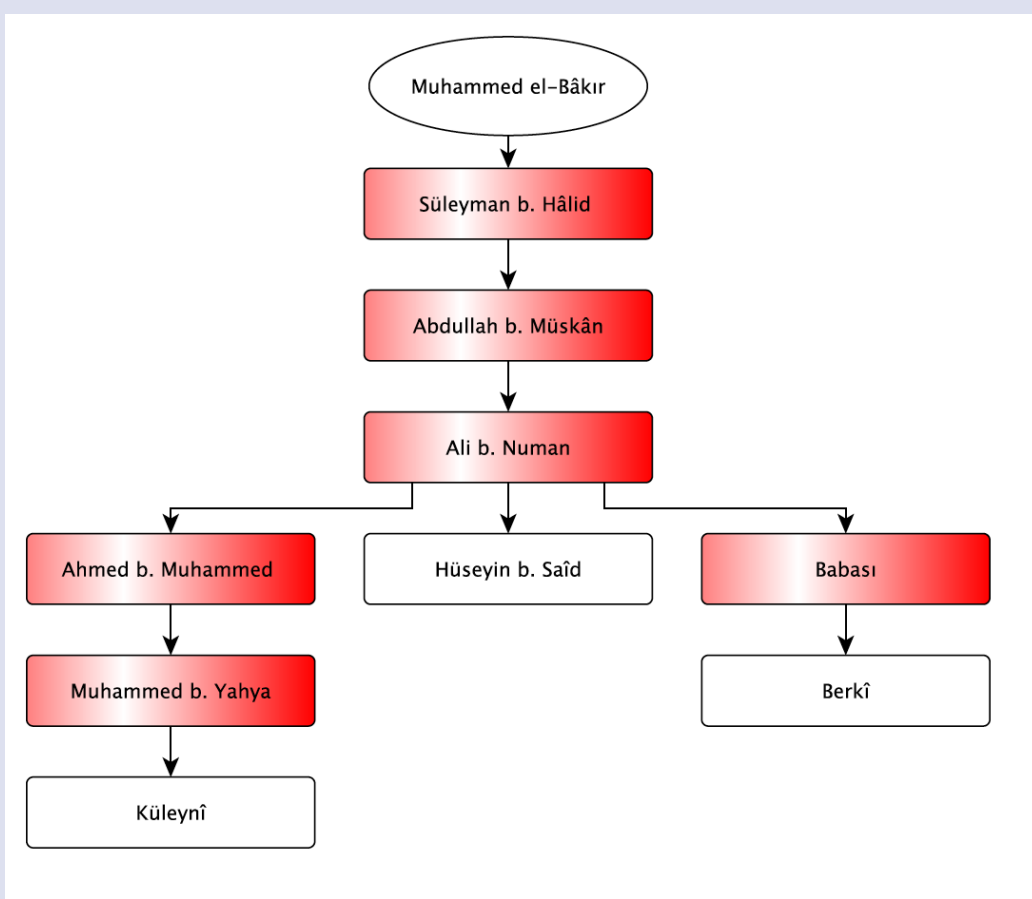 Muhammed el-Bâkır
Süleyman b. Hâlid
Abdullah b. Müskân
Ali b. Numan
Ahmed b. Muhammed
Hüseyin b. Saîd
Babası
Muhammed b. Yahya
Berkî
Küleynî